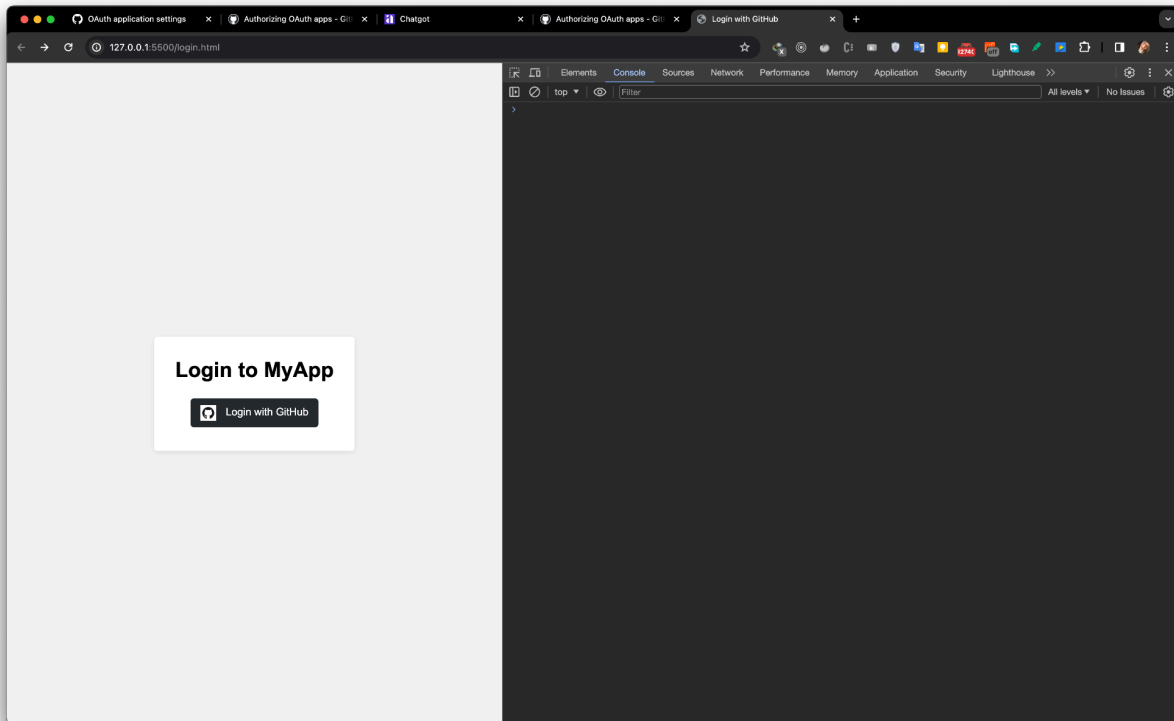 OAuth application settings
Authorizing OAuth apps - Git
Chatgot
Authorizing OAuth apps - Git
Login with GitHub
127.0.0.1:5500/login.html
Elements Console Sources Network Performance Memory Application Security Lighthouse
top Filter All levels No Issues
Login to MyApp
Login with GitHub